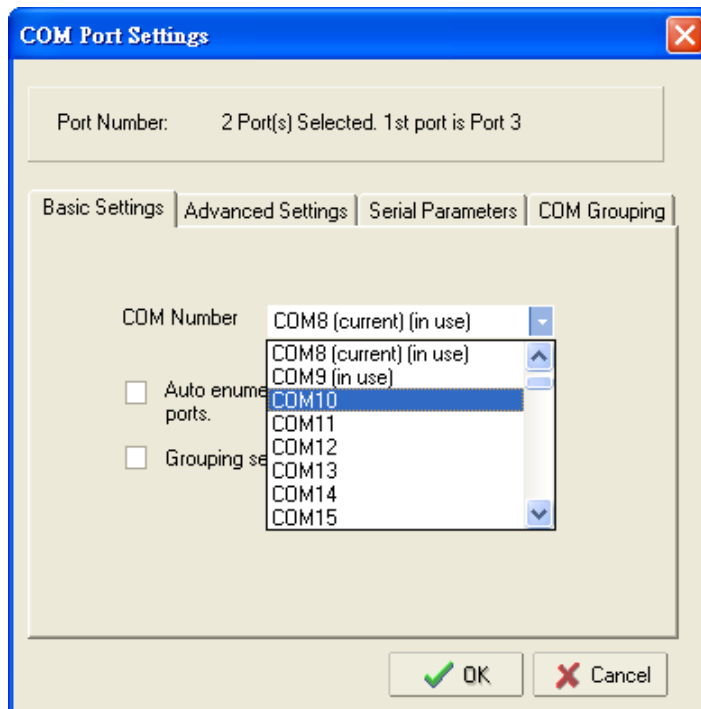 COM Port Settings
Port Number: 2 Port(s) Selected. 1st port is Port 3
Basic Settings Advanced Settings Serial Parameters COM Grouping
COM Number COM8 (current) (in use)
COM8 (current) (in use)
COM9 (in use)
Auto enume
COM10
ports.
COM11
COM12
Grouping se
COM13
COM14
COM15
OK Cancel